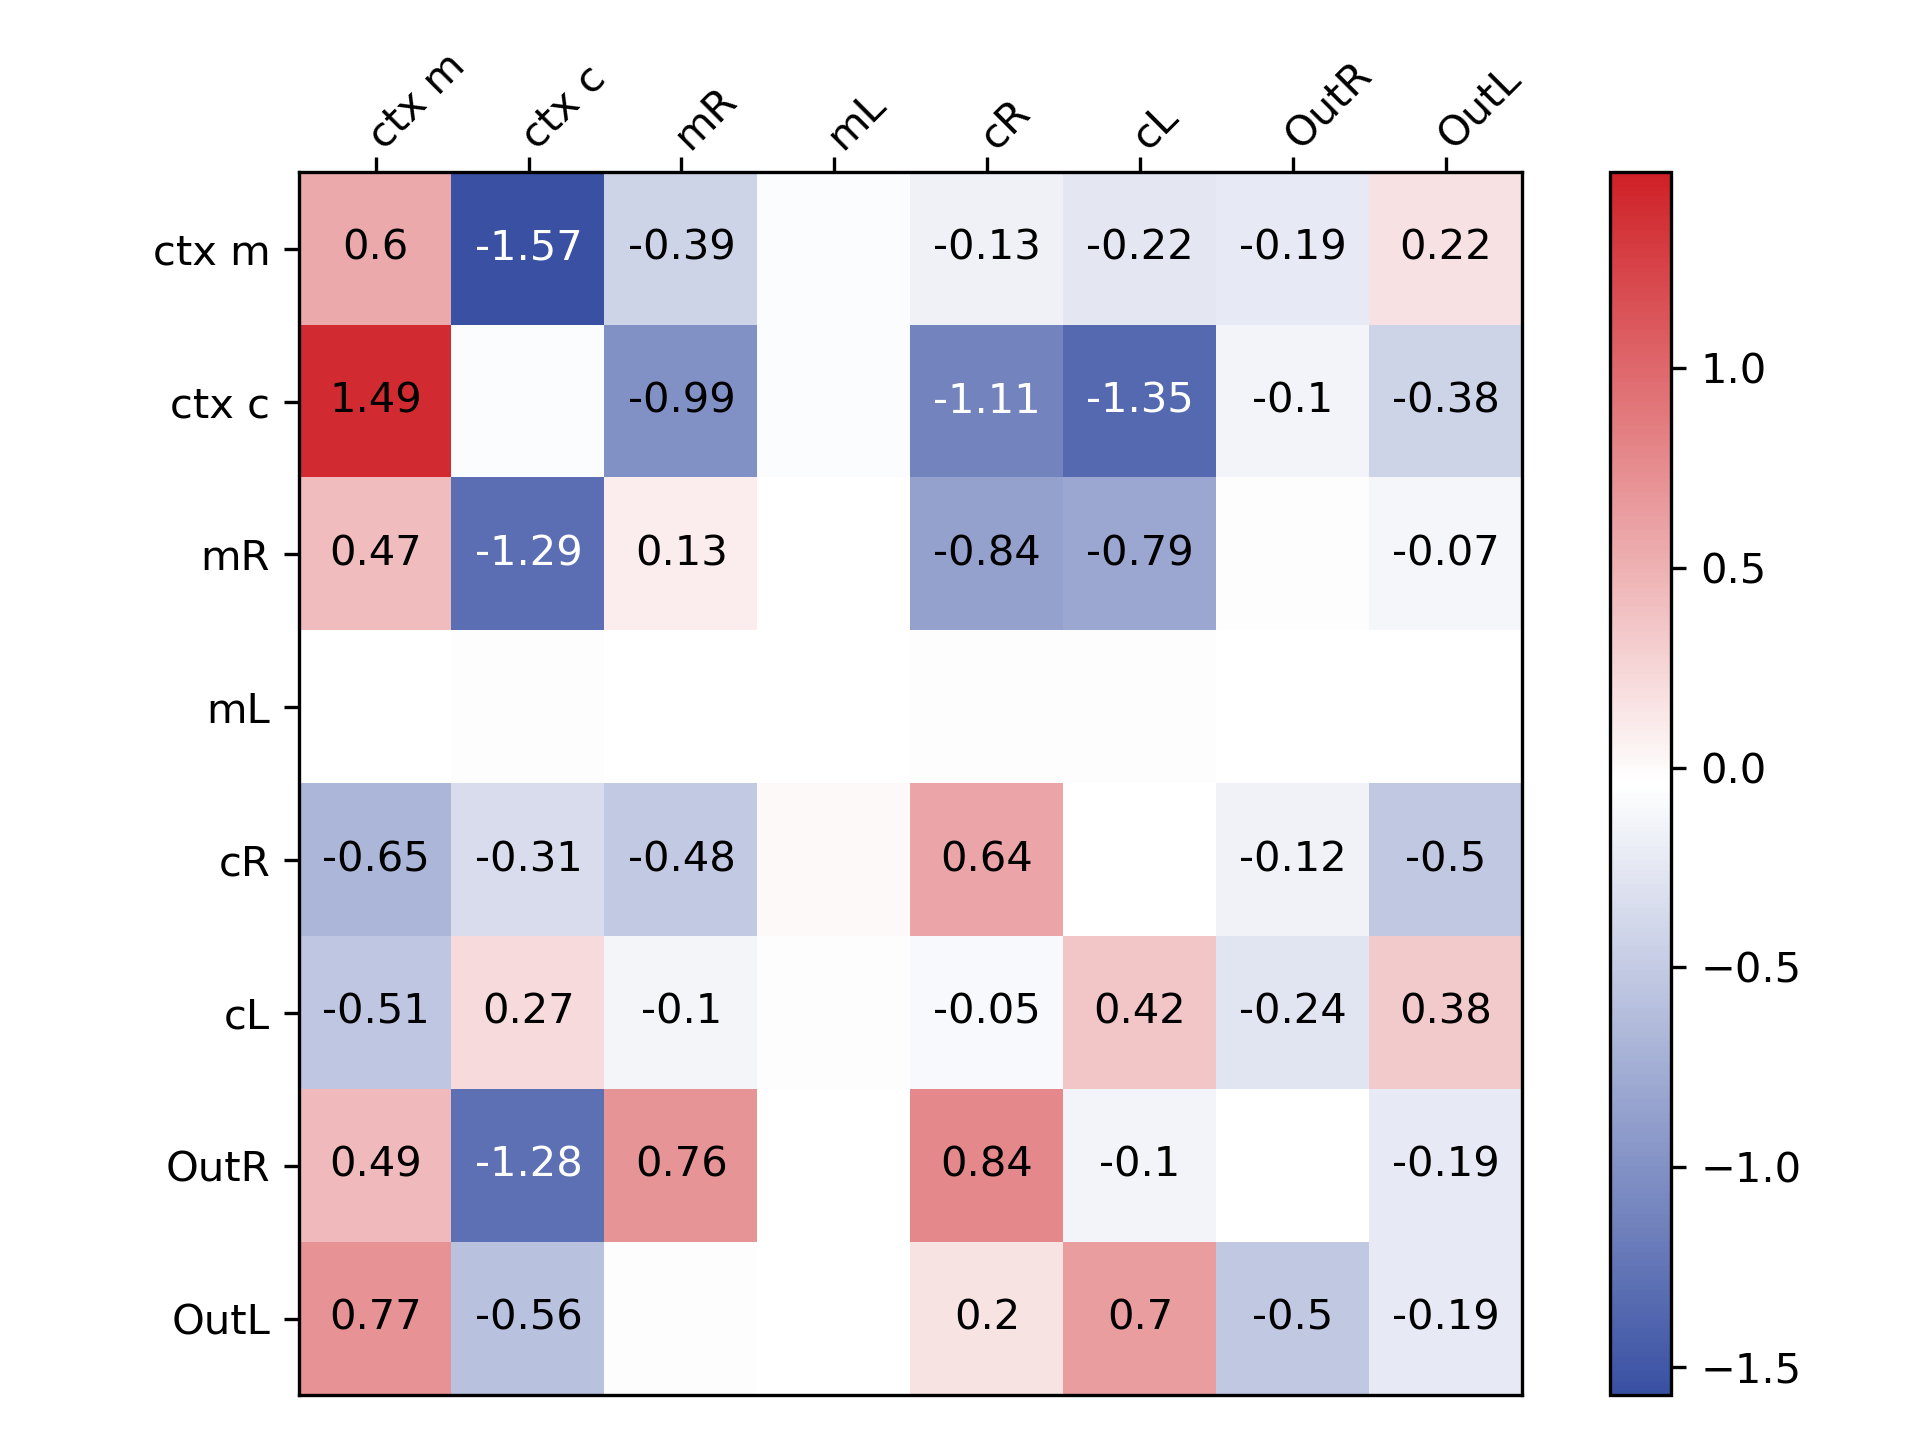 ctx m ctx c mR mL cR cL OutR OutL
ctx m 0.6 -1.57 -0.39 -0.13 -0.22 -0.19 0.22
ctx c 1.49 -0.99 -1.11 -1.35 -0.1 -0.38
mR 0.47 -1.29 0.13 -0.84 -0.79 -0.07
mL
cR -0.65 -0.31 -0.48 0.64 -0.12 -0.5
cL -0.51 0.27 -0.1 -0.05 0.42 -0.24 0.38
OutR 0.49 -1.28 0.76 0.84 -0.1 -0.19
OutL 0.77 -0.56 0.2 0.7 -0.5 -0.19
1.0
0.5
0.0
−0.5
−1.0
−1.5